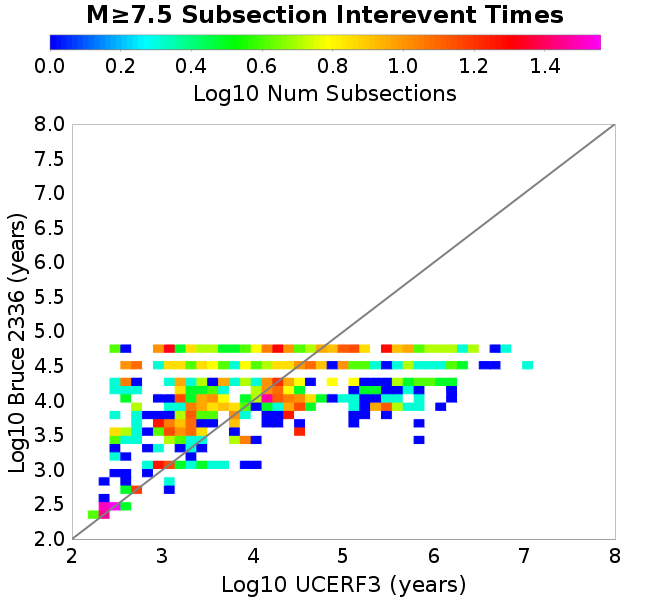 M≥7.5 Subsection Interevent Times
0.0 0.2 0.4 0.6 0.8 1.0 1.2 1.4
Log10 Num Subsections
8.0
7.5
7.0
6.5
6.0
5.5
5.0
4.5
4.0
3.5
3.0
2.5
2.0
Log10 Bruce 2336 (years)
2 3 4 5 6 7 8
Log10 UCERF3 (years)